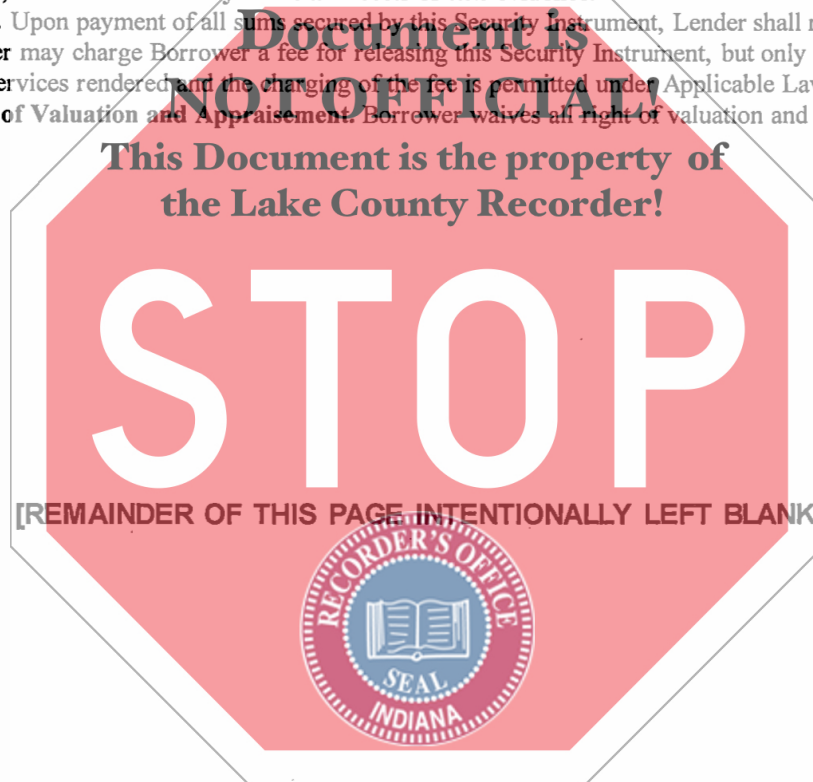 . Upon payment of all sums secured by this Security Instrument, Lender shall r
er may charge Borrower a fee for releasing this Security Instrument, but only
ervices rendered and the charging of the fee is permitted under Applicable La
of Valuation and Appraisement. Borrower waives all right of valuation and
Document is
NOT OFFICIAL!
This Document is the property of
the Lake County Recorder!
STOP
[REMAINDER OF THIS PAGE INTENTIONALLY LEFT BLANK
RECORDER'S OFFICE
SEAL
INDIANA